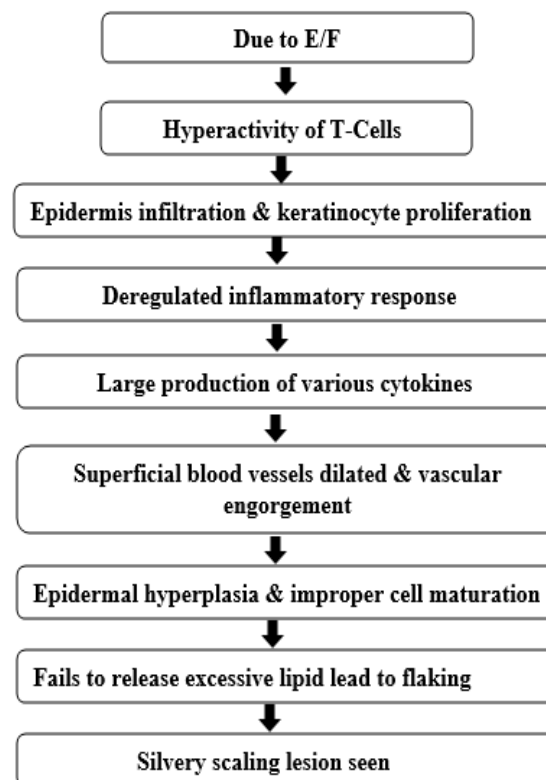 Due to E/F
Hyperactivity of T-Cells
Epidermis infiltration & keratinocyte proliferation
Deregulated inflammatory response
Large production of various cytokines
Superficial blood vessels dilated & vascular
engorgement
Epidermal hyperplasia & improper cell maturation
Fails to release excessive lipid lead to flaking
Silvery scaling lesion seen